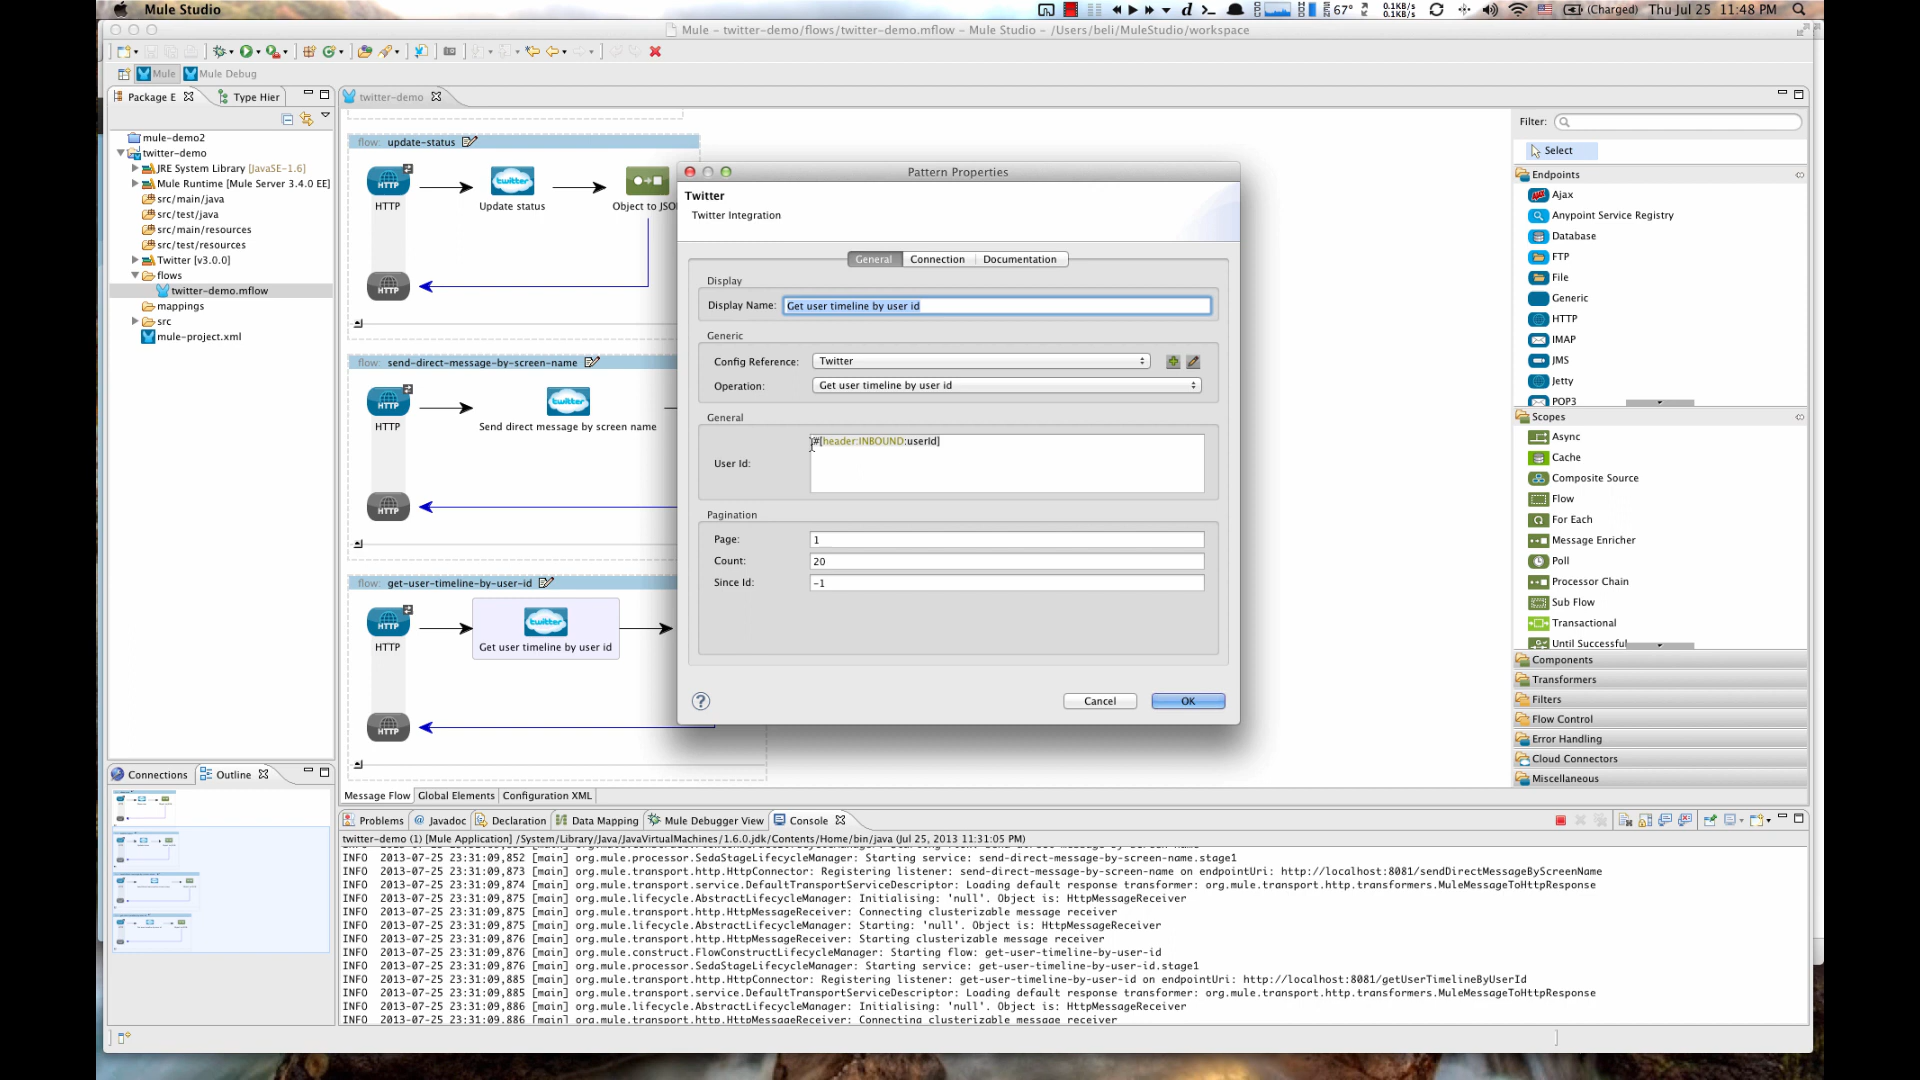 Mule Studio
67°
0.1KB/s
0.1KB/s
(Charged)
Thu Jul 25 11:48 PM
Mule – twitter-demo/flows/twitter-demo.mflow – Mule Studio – /Users/beli/MuleStudio/workspace
Mule
Mule Debug
Package E
Type Hier
twitter-demo
mule-demo2
twitter-demo
JRE System Library [JavaSE-1.6]
Mule Runtime [Mule Server 3.4.0 EE]
src/main/java
src/test/java
src/main/resources
src/test/resources
Twitter [v3.0.0]
flows
twitter-demo.mflow
mappings
src
mule-project.xml
flow: update-status
HTTP
twitter
HTTP
Update status
Object to JSO
HTTP
flow: send-direct-message-by-screen-name
HTTP
twitter
HTTP
Send direct message by screen name
HTTP
flow: get-user-timeline-by-user-id
HTTP
twitter
HTTP
Get user timeline by user id
HTTP
Pattern Properties
Twitter
Twitter Integration
General
Connection
Documentation
Display
Display Name:
Get user timeline by user id
Generic
Config Reference:
Twitter
Operation:
Get user timeline by user id
General
User Id:
#[header:INBOUND:userId]
Pagination
Page:
1
Count:
20
Since Id:
-1
?
Cancel
OK
Filter:
Select
Endpoints
Ajax
Anypoint Service Registry
Database
FTP
File
Generic
HTTP
IMAP
JMS
Jetty
POP3
Scopes
Async
Cache
Composite Source
Flow
For Each
Message Enricher
Poll
Processor Chain
Sub Flow
Transactional
Until Successful
Components
Transformers
Filters
Flow Control
Error Handling
Cloud Connectors
Miscellaneous
Message Flow
Global Elements
Configuration XML
Connections
Outline
Problems
Javadoc
Declaration
Data Mapping
Mule Debugger View
Console
twitter-demo (1) [Mule Application] /System/Library/Java/JavaVirtualMachines/1.6.0.jdk/Contents/Home/bin/java (Jul 25, 2013 11:31:05 PM)
INFO 2013-07-25 23:31:09,852 [main] org.mule.processor.SedaStageLifecycleManager: Starting service: send-direct-message-by-screen-name.stage1
INFO 2013-07-25 23:31:09,873 [main] org.mule.transport.http.HttpConnector: Registering listener: send-direct-message-by-screen-name on endpointUri: http://localhost:8081/sendDirectMessageByScreenName
INFO 2013-07-25 23:31:09,874 [main] org.mule.transport.service.DefaultTransportServiceDescriptor: Loading default response transformer: org.mule.transport.http.transformers.MuleMessageToHttpResponse
INFO 2013-07-25 23:31:09,875 [main] org.mule.lifecycle.AbstractLifecycleManager: Initialising: 'null'. Object is: HttpMessageReceiver
INFO 2013-07-25 23:31:09,875 [main] org.mule.transport.http.HttpMessageReceiver: Connecting clusterizable message receiver
INFO 2013-07-25 23:31:09,875 [main] org.mule.lifecycle.AbstractLifecycleManager: Starting: 'null'. Object is: HttpMessageReceiver
INFO 2013-07-25 23:31:09,876 [main] org.mule.transport.http.HttpMessageReceiver: Starting clusterizable message receiver
INFO 2013-07-25 23:31:09,876 [main] org.mule.construct.FlowConstructLifecycleManager: Starting flow: get-user-timeline-by-user-id
INFO 2013-07-25 23:31:09,876 [main] org.mule.processor.SedaStageLifecycleManager: Starting service: get-user-timeline-by-user-id.stage1
INFO 2013-07-25 23:31:09,885 [main] org.mule.transport.http.HttpConnector: Registering listener: get-user-timeline-by-user-id on endpointUri: http://localhost:8081/getUserTimelineByUserId
INFO 2013-07-25 23:31:09,885 [main] org.mule.transport.service.DefaultTransportServiceDescriptor: Loading default response transformer: org.mule.transport.http.transformers.MuleMessageToHttpResponse
INFO 2013-07-25 23:31:09,886 [main] org.mule.lifecycle.AbstractLifecycleManager: Initialising: 'null'. Object is: HttpMessageReceiver
INFO 2013-07-25 23:31:09,886 [main] org.mule.transport.http.HttpMessageReceiver: Connecting clusterizable message receiver